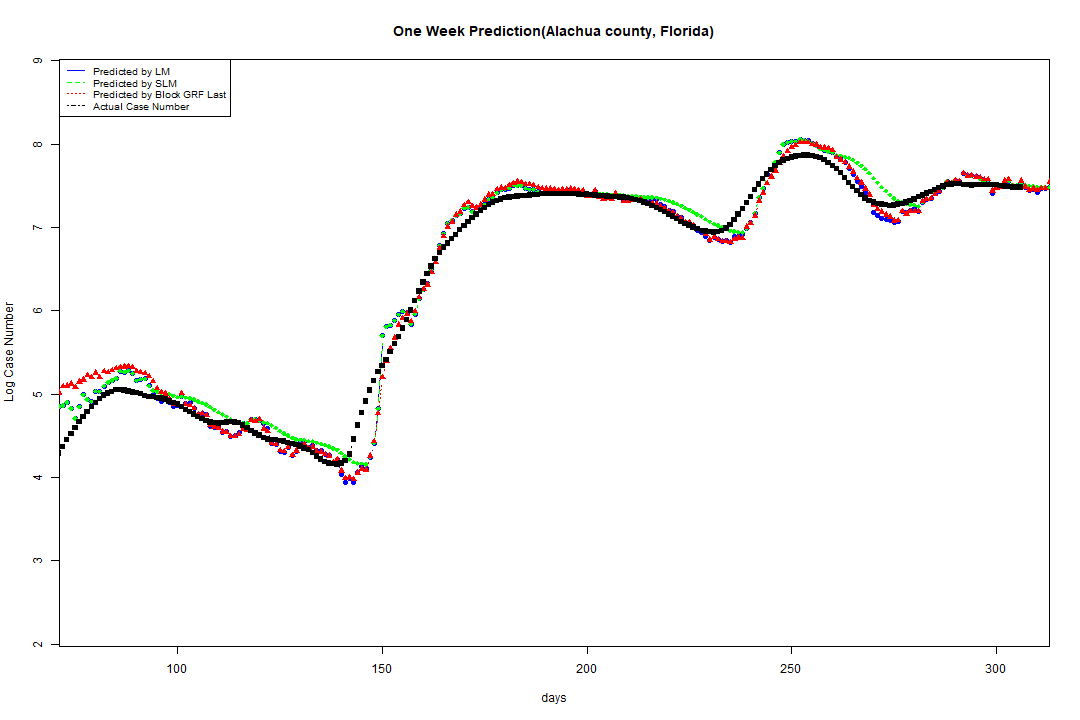 One Week Prediction(Alachua county, Florida)
Predicted by LM
Predicted by SLM
Predicted by Block GRF Last
Actual Case Number
Log Case Number
9
8
7
6
5
4
3
2
100 150 200 250 300
days